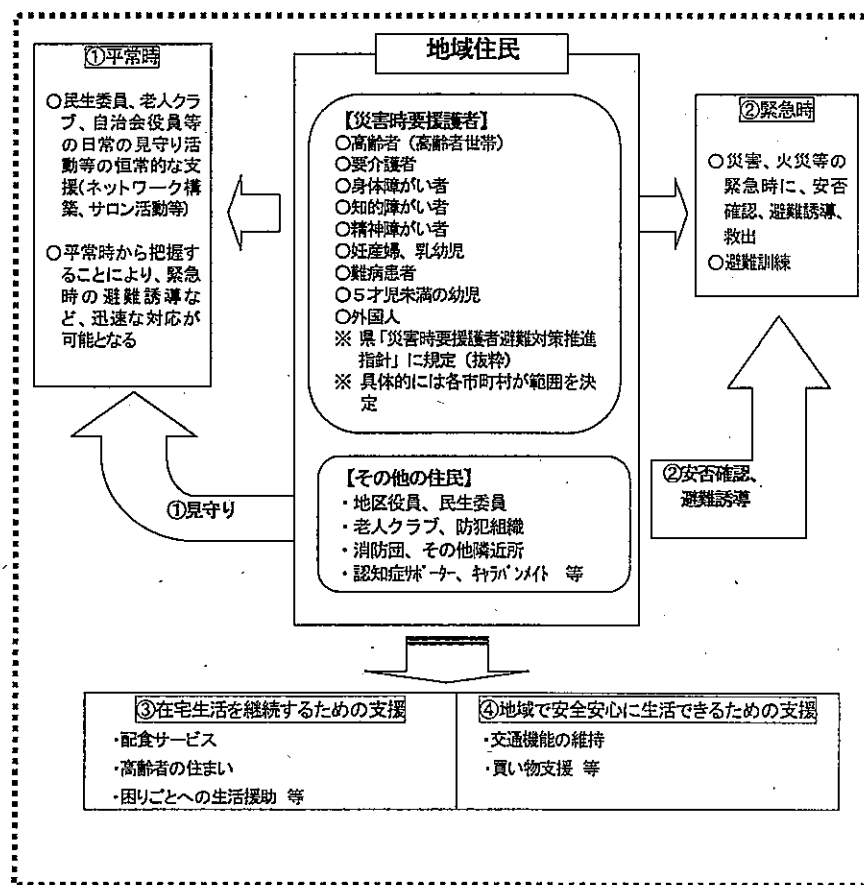 地域住民
①平常時
○民生委員、老人クラ
ブ、自治会役員等
の日常の見守り活
動等の恒常的な支
援(ネットワーク構
築、サロン活動等)
○平常時から把握す
ることにより、緊急
時の避難誘導な
ど、迅速な対応が
可能となる
【災害時要援護者】
○高齢者（高齢者世帯）
○要介護者
○身体障がい者
○知的障がい者
○精神障がい者
○妊産婦、乳幼児
○難病患者
○５才児未満の幼児
○外国人
※ 県「災害時要援護者避難対策推進
指針」に規定（抜粋）
※ 具体的には各市町村が範囲を決
定
②緊急時
○災害、火災等の
緊急時に、安否
確認、避難誘導、
救出
○避難訓練
①見守り
【その他の住民】
・地区役員、民生委員
・老人クラブ、防犯組織
・消防団、その他隣近所
・認知症ｻﾎﾟｰﾀｰ、ｷｬﾗﾊﾞﾝﾒｲﾄ 等
②安否確認、
避難誘導
③在宅生活を継続するための支援
・配食サービス
・高齢者の住まい
・困りごとへの生活援助 等
④地域で安全安心に生活できるための支援
・交通機能の維持
・買い物支援 等